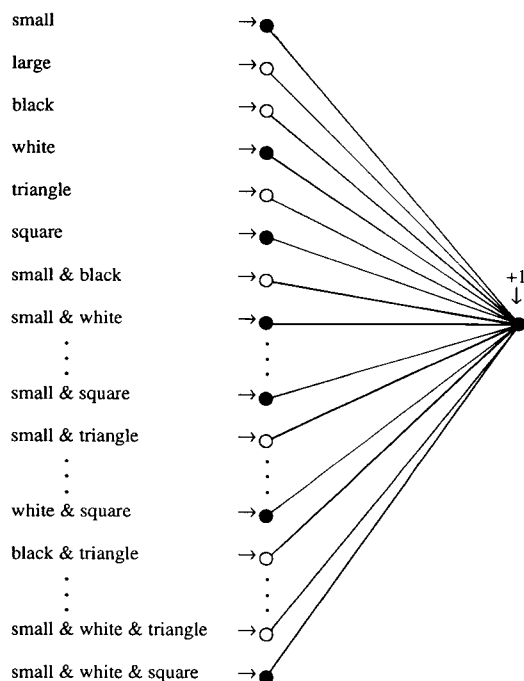 small
large
black
white
triangle
square
small & black
+1
small & white
small & square
small & triangle
white & square
black & triangle
small & white & triangle
small & white & square